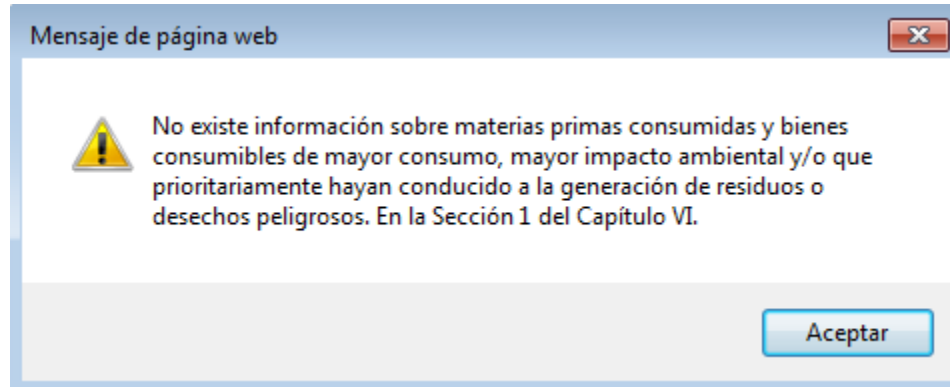 Mensaje de página web
No existe información sobre materias primas consumidas y bienes
consumibles de mayor consumo, mayor impacto ambiental y/o que
prioritariamente hayan conducido a la generación de residuos o
desechos peligrosos. En la Sección 1 del Capítulo VI.
Aceptar